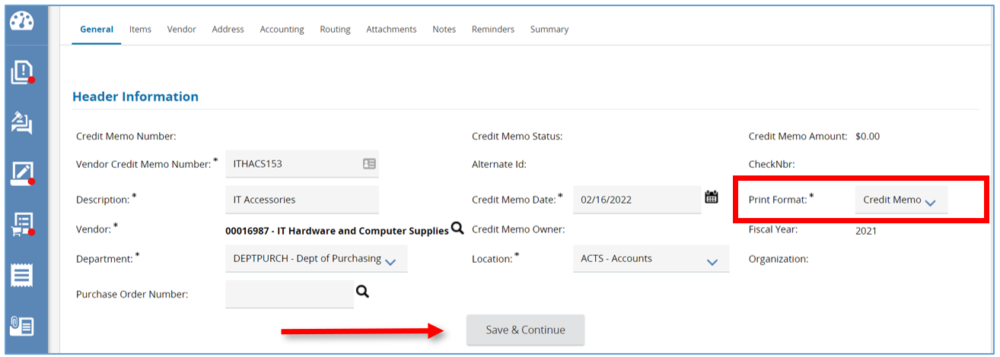 General Items Vendor Address Accounting Routing Attachments Notes Reminders Summary
Header Information
Credit Memo Number: Credit Memo Status: Credit Memo Amount: $0.00
Vendor Credit Memo Number: * ITHACS153 Alternate Id: CheckNbr:
Description: * IT Accessories Credit Memo Date: * 02/16/2022 Print Format: * Credit Memo
Vendor: * 00016987 - IT Hardware and Computer Supplies Credit Memo Owner: Fiscal Year: 2021
Department: * DEPTPURCH - Dept of Purchasing Location: * ACTS - Accounts Organization:
Purchase Order Number:
Save & Continue